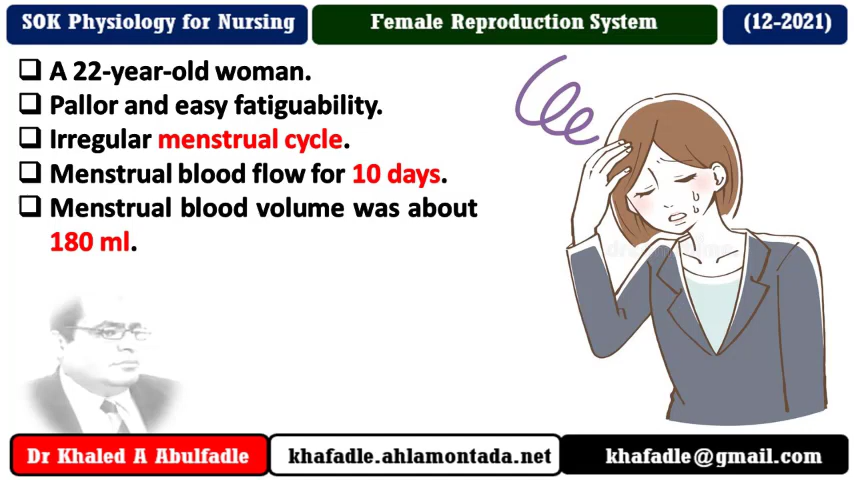 SOK Physiology for Nursing
Female Reproduction System
(12-2021)
❑ A 22-year-old woman.
❑ Pallor and easy fatiguability.
❑ Irregular menstrual cycle.
❑ Menstrual blood flow for 10 days.
❑ Menstrual blood volume was about
180 ml.
Dr Khaled A Abulfadle
khafadle.ahlamontada.net
khafadle@gmail.com